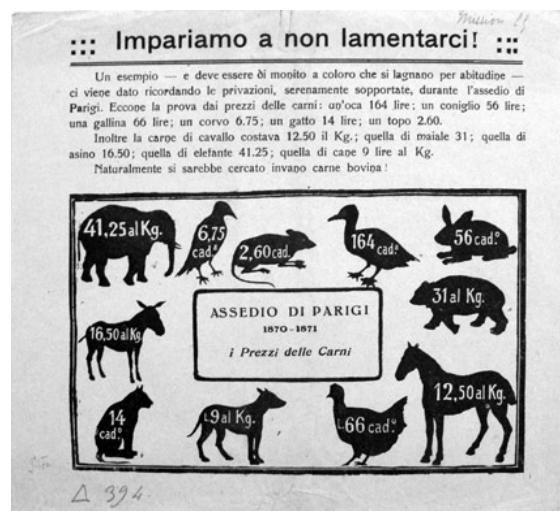 Mission
Impariamo a non lamentarci!
Un esempio — e deve essere di monito a coloro che si lagnano per abitudine —
ci viene dato ricordando le privazioni, serenamente sopportate, durante l'assedio di
Parigi. Eccone la prova dai prezzi delle carni: un'oca 164 lire; un coniglio 56 lire;
una gallina 66 lire; un corvo 6.75; un gatto 14 lire; un topo 2.60.
Inoltre la carne di cavallo costava 12.50 il Kg.; quella di maiale 31; quella di
asino 16.50; quella di elefante 41.25; quella di cane 9 lire al Kg.
Naturalmente si sarebbe cercato invano carne bovina!
41,25 al Kg.
6,75
cad.ª
2,60 cad.
164
cad.ª
56 cad.º
16,50 al Kg.
ASSEDIO DI PARIGI
1870-1871
i Prezzi delle Carni
31 al Kg.
14
cad.º
L.9 al Kg.
L.66 cad.ª
12,50 al Kg.
Δ 394.